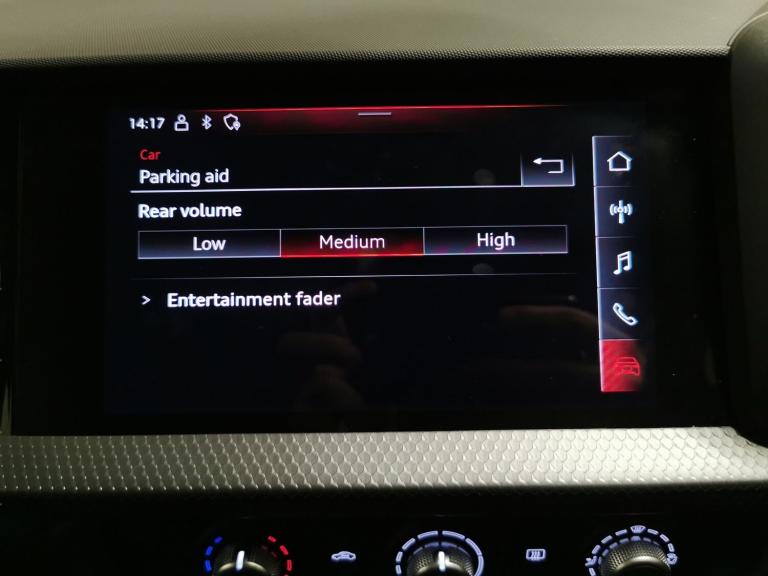 14:17
Car
Parking aid
Rear volume
Low Medium High
> Entertainment fader